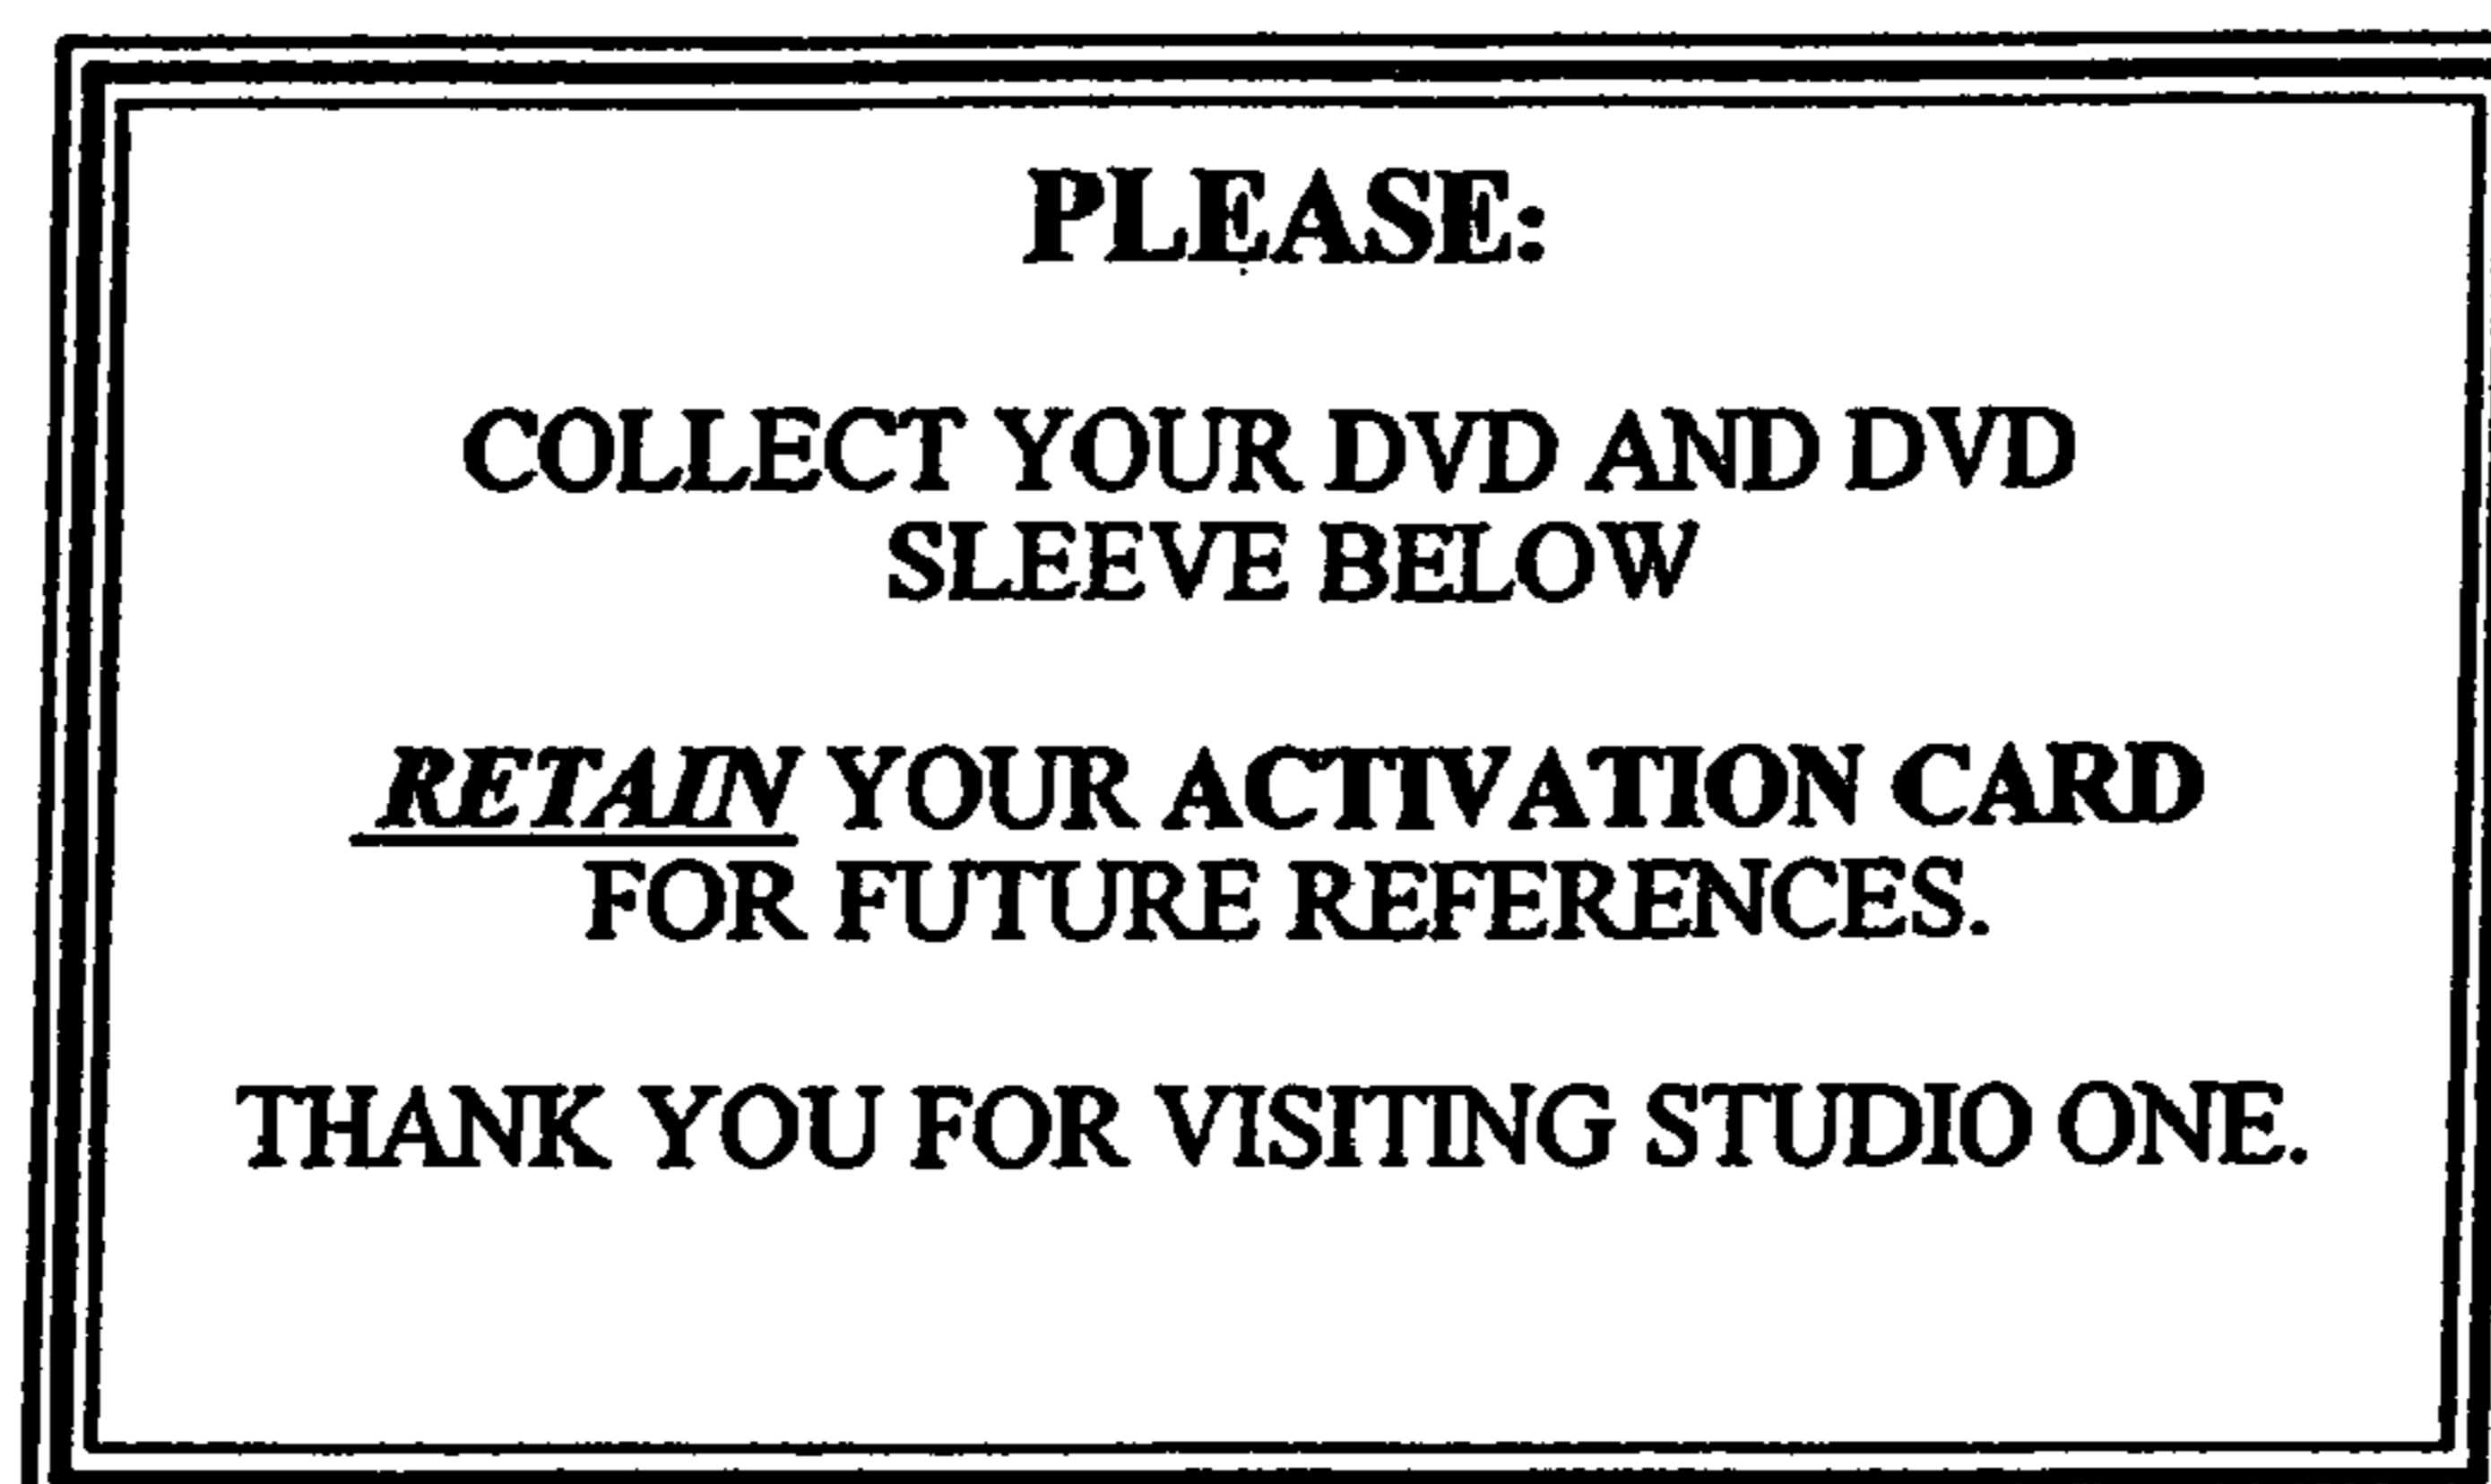 PLEASE:
COLLECT YOUR DVD AND DVD
SLEEVE BELOW
RETAIN YOUR ACTIVATION CARD
FOR FUTURE REFERENCES.
THANK YOU FOR VISITING STUDIO ONE.